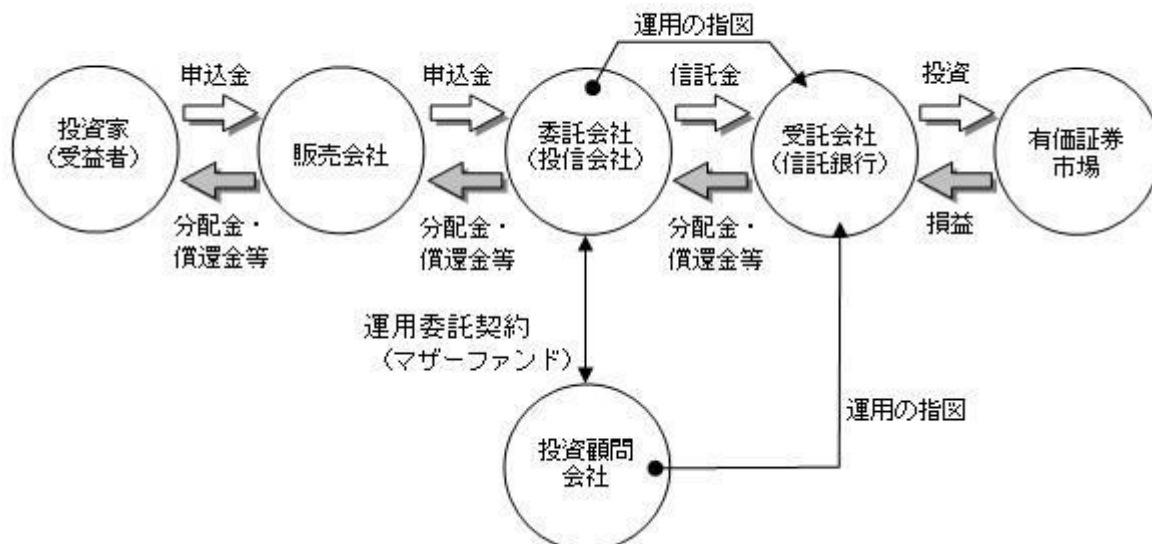 運用の指図
申込金
申込金
信託金
投資
投資家
(受益者)
販売会社
委託会社
(投信会社)
受託会社
(信託銀行)
有価証券
市場
分配金・
償還金等
分配金・
償還金等
分配金・
償還金等
損益
運用委託契約
(マザーファンド)
運用の指図
投資顧問
会社